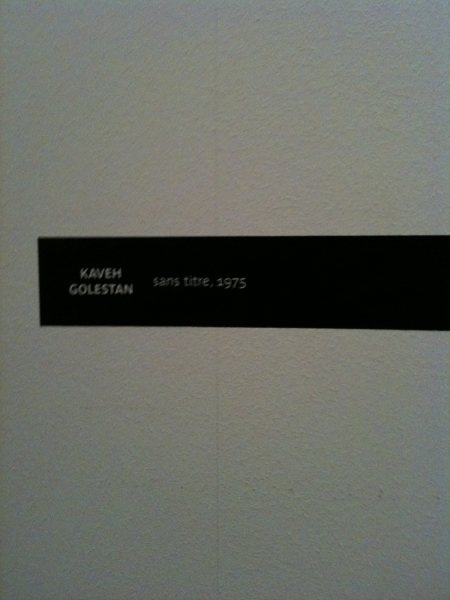 KAVEH
GOLESTAN
sans titre, 1975